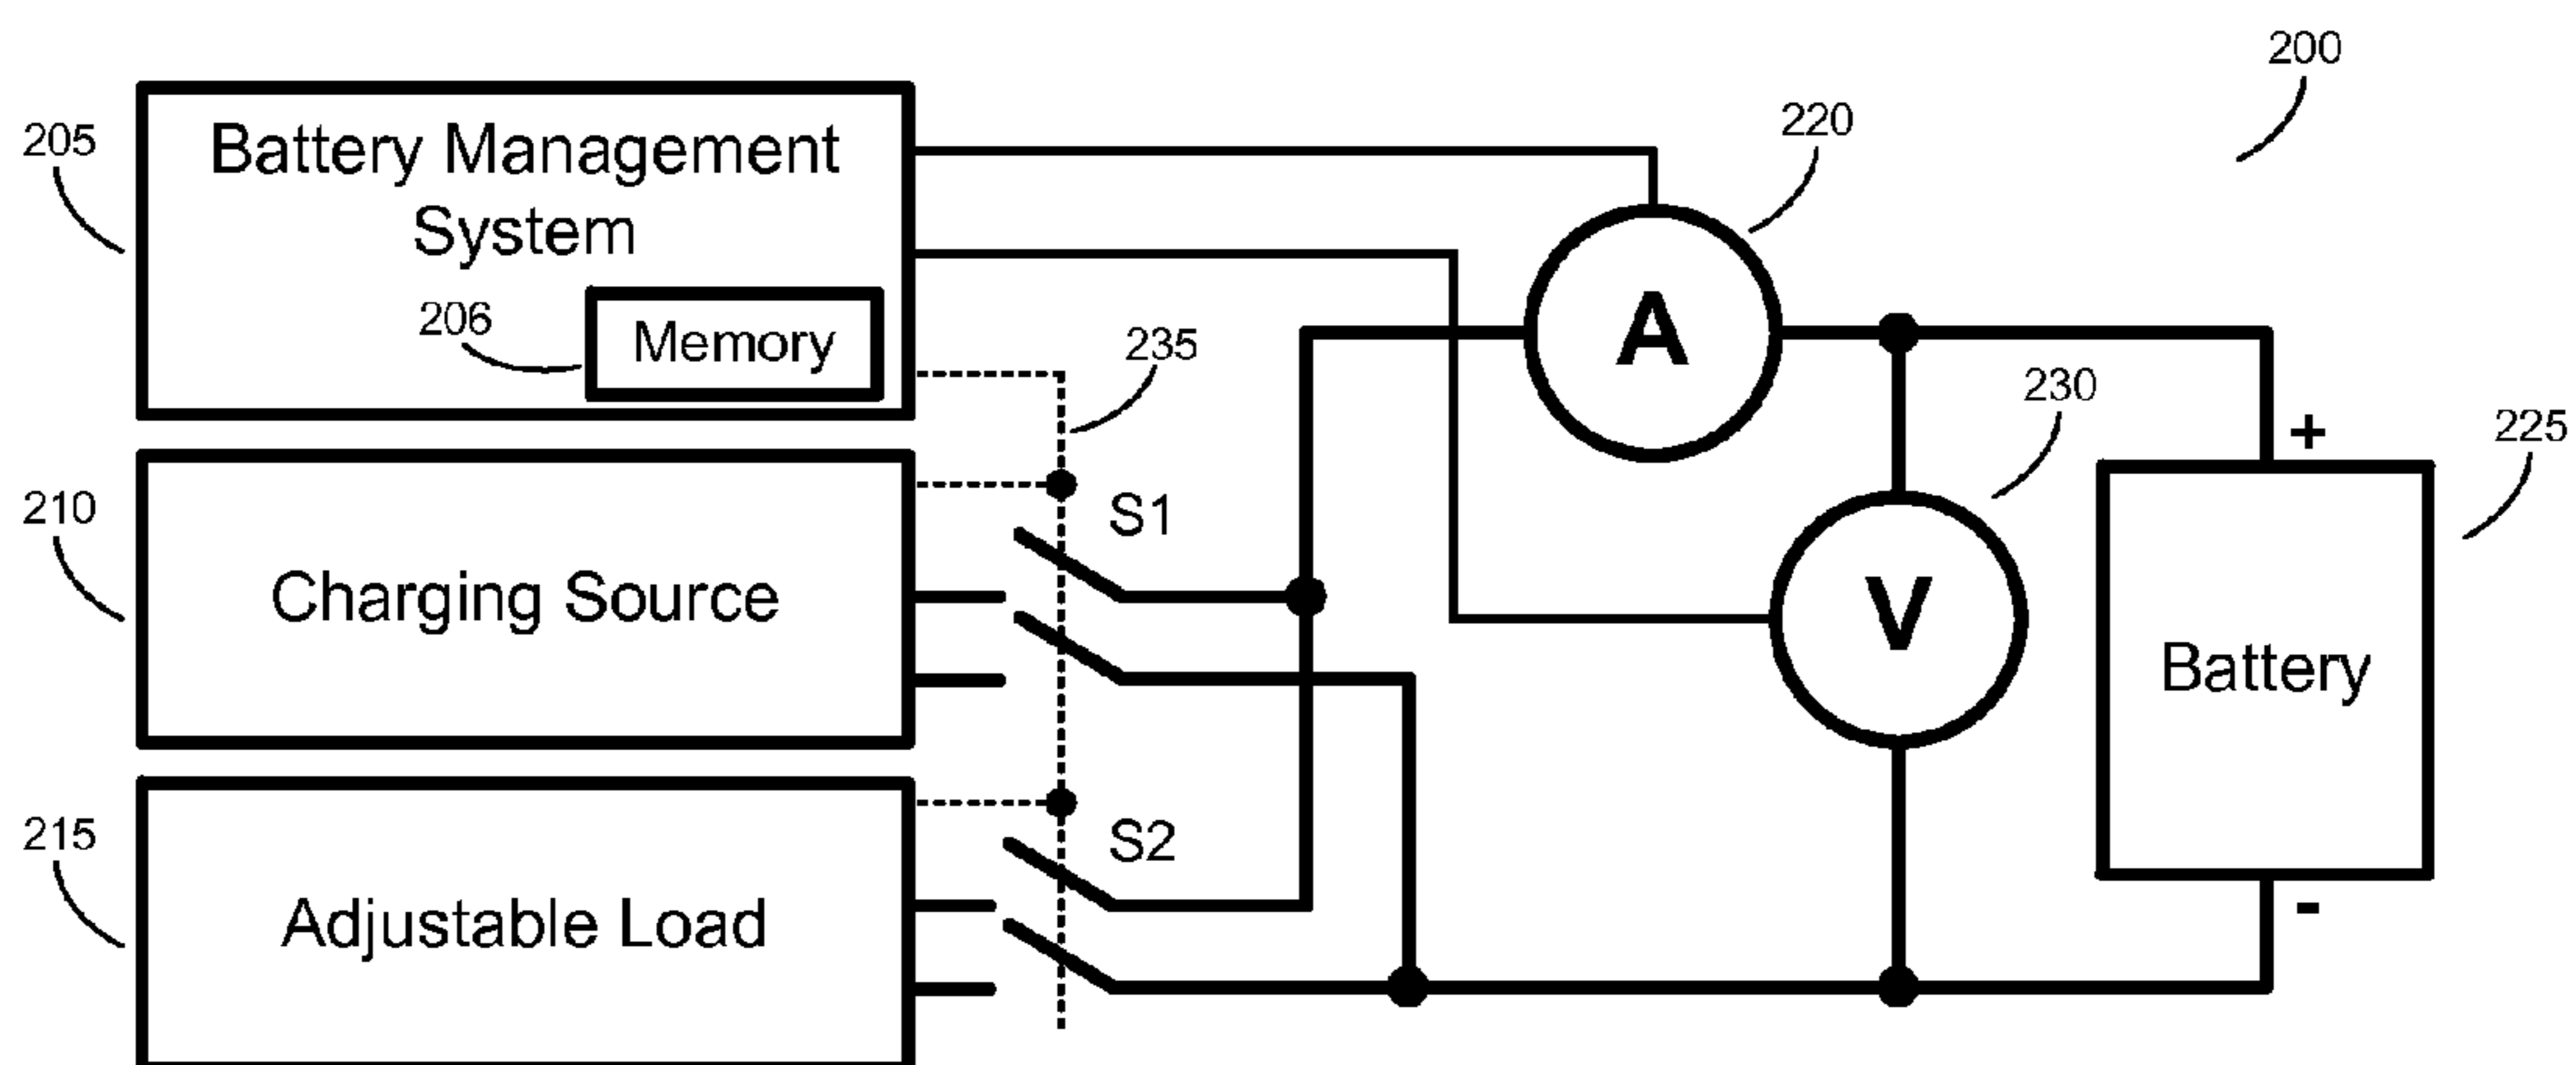 200
205
Battery Management
System
220
206
Memory
235
230
225
+
210
S1
Charging Source
A
V
Battery
215
S2
Adjustable Load
-